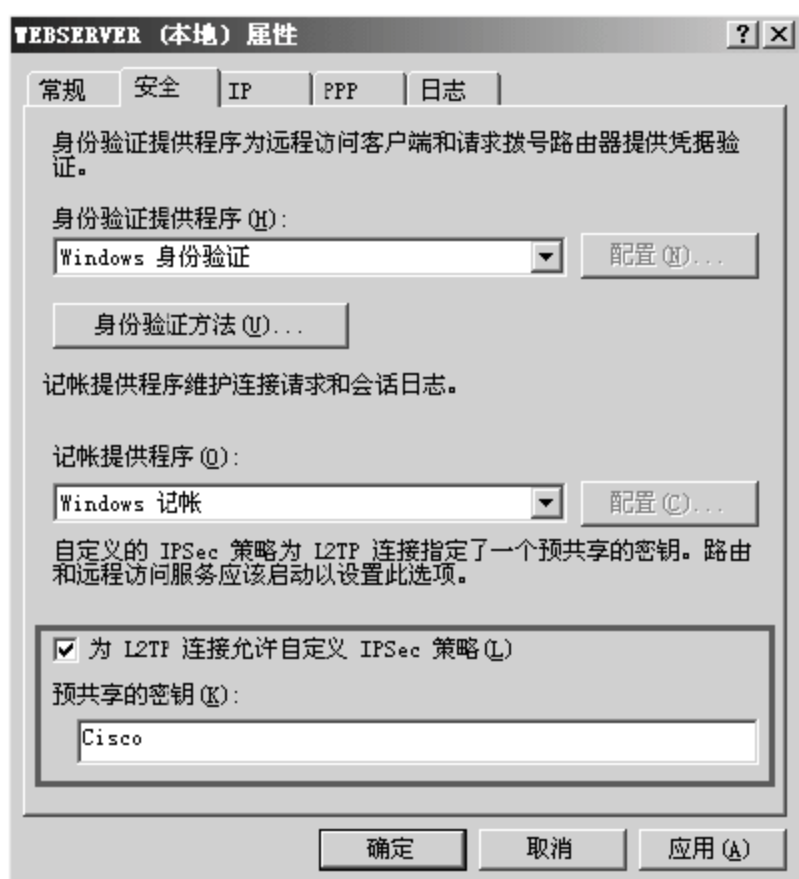 WEBSERVER (本地) 属性
? ×
常规 安全 IP PPP 日志
身份验证提供程序为远程访问客户端和请求拨号路由器提供凭据验
证。
身份验证提供程序(H):
Windows 身份验证
配置(N)...
身份验证方法(U)...
记帐提供程序维护连接请求和会话日志。
记帐提供程序(O):
Windows 记帐
配置(C)...
自定义的 IPSec 策略为 L2TP 连接指定了一个预共享的密钥。路由
和远程访问服务应该启动以设置此选项。
为 L2TP 连接允许自定义 IPSec 策略(L)
预共享的密钥(K):
Cisco
确定 取消 应用(A)